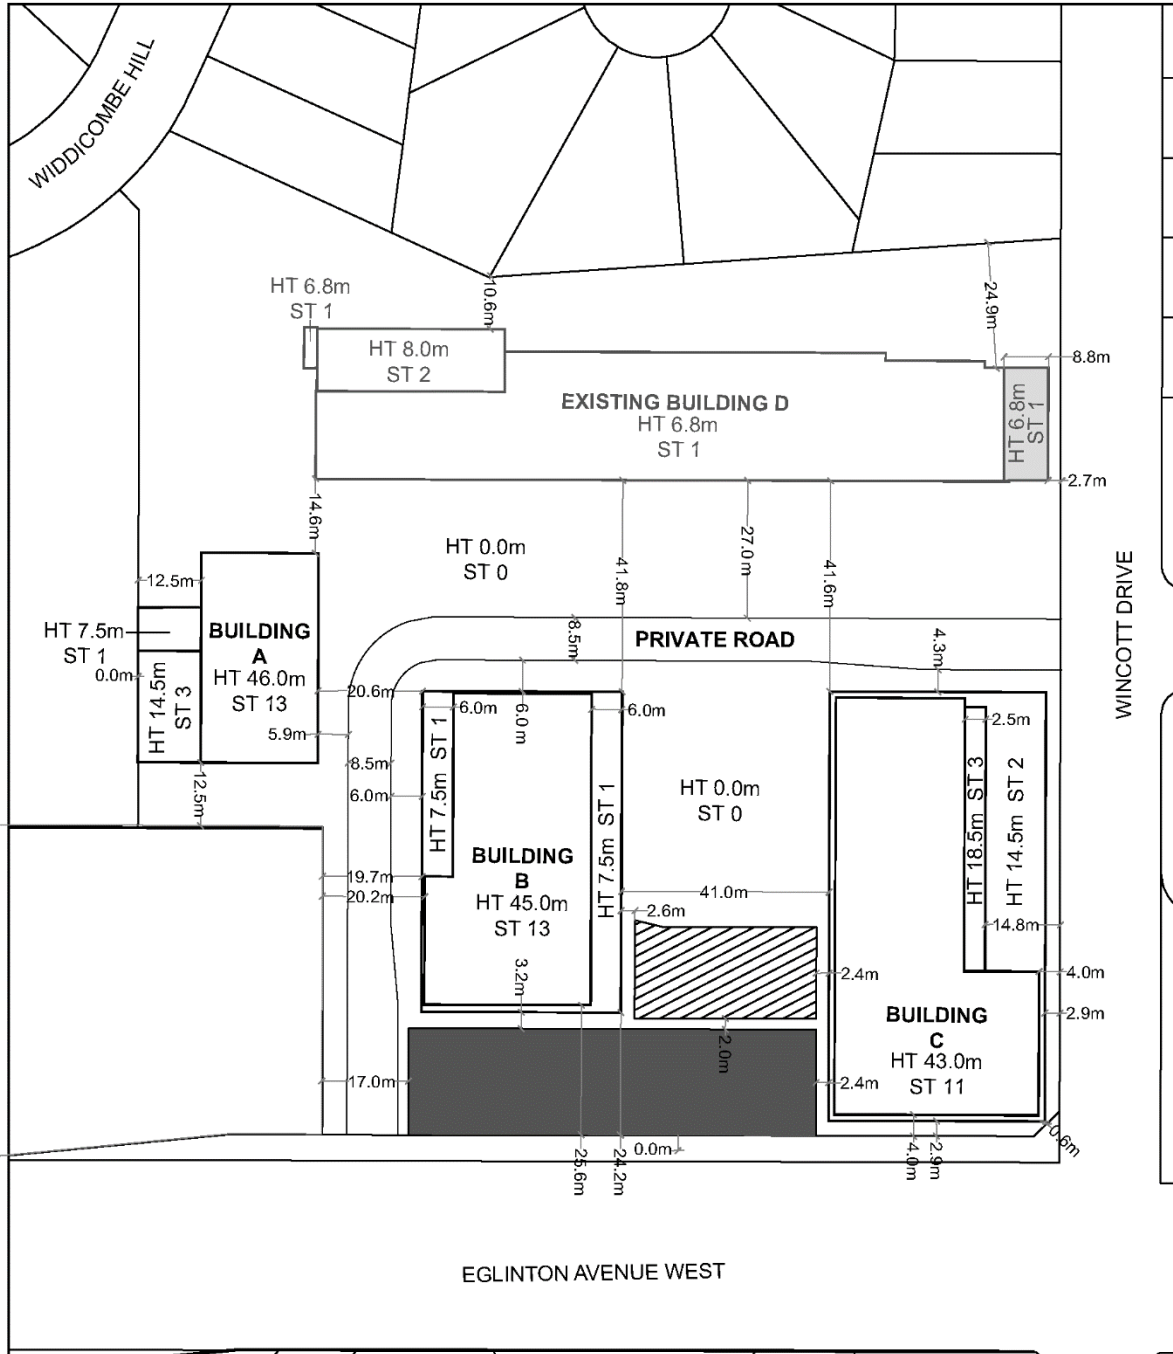 WIDDICOMBE HILL
HT 6.8m
ST 1
10.6m
24.9m
HT 8.0m
ST 2
8.8m
EXISTING BUILDING D
HT 6.8m
ST 1
HT 6.8m
ST 1
2.7m
14.6m
HT 0.0m
ST 0
41.8m
27.0m
41.6m
WINCOTT DRIVE
12.5m
HT 7.5m
ST 1
BUILDING
A
HT 46.0m
ST 13
0.0m
HT 14.5m
ST 3
8.5m
PRIVATE ROAD
4.3m
20.6m
6.0m
6.0m
6.0m
2.5m
5.9m
8.5m
6.0m
12.5m
HT 7.5m ST 1
HT 7.5m ST 1
HT 0.0m
ST 0
HT 18.5m ST 3
HT 14.5m ST 2
BUILDING
B
HT 45.0m
ST 13
19.7m
20.2m
41.0m
2.6m
14.8m
3.2m
2.4m
4.0m
2.9m
BUILDING
C
HT 43.0m
ST 11
2.0m
17.0m
2.4m
0.0m
25.6m
24.2m
4.0m
2.9m
0.6m
EGLINTON AVENUE WEST